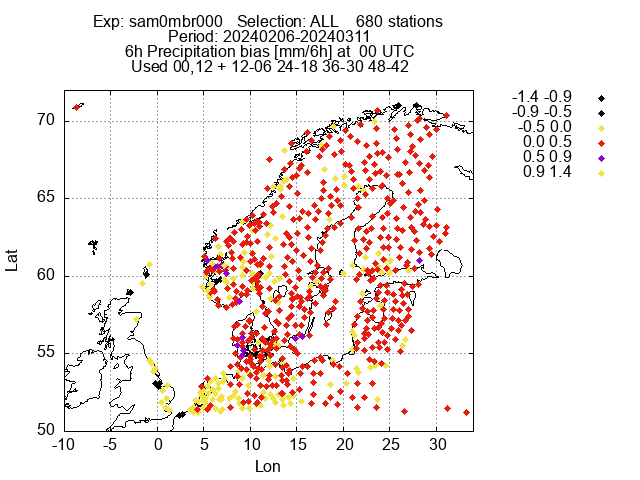 Exp: sam0mbr000 Selection: ALL 680 stations
Period: 20240206-20240311
6h Precipitation bias [mm/6h] at 00 UTC
Used 00,12 + 12-06 24-18 36-30 48-42
-1.4 -0.9
-0.9 -0.5
-0.5 0.0
0.0 0.5
0.5 0.9
0.9 1.4
70
65
60
55
50
Lat
-10 -5 0 5 10 15 20 25 30
Lon